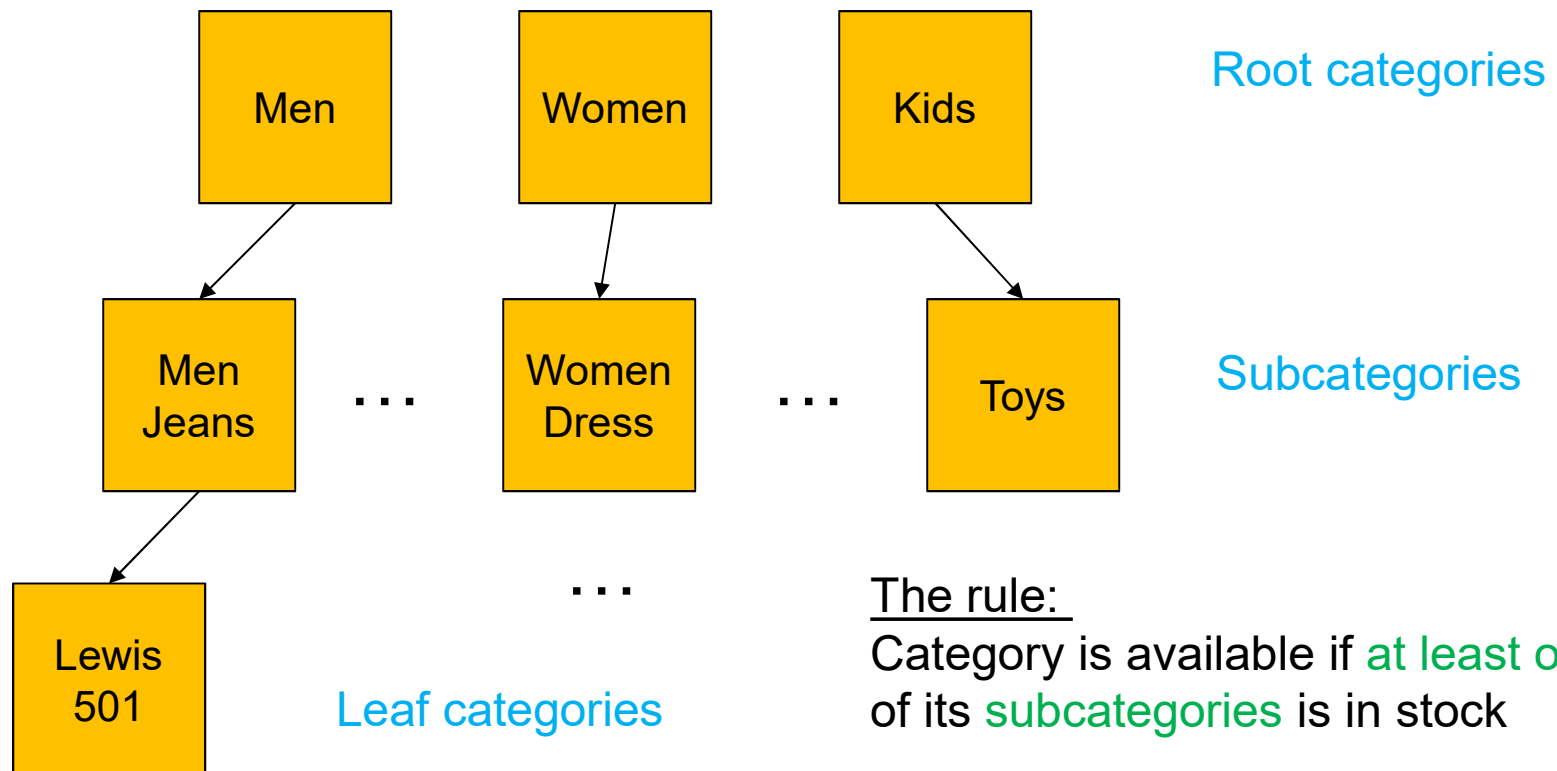 Men
Women
Kids
Root categories
Men
Jeans
...
Women
Dress
...
Toys
Subcategories
Lewis
501
Leaf categories
...
The rule:
Category is available if at least o
of its subcategories is in stock